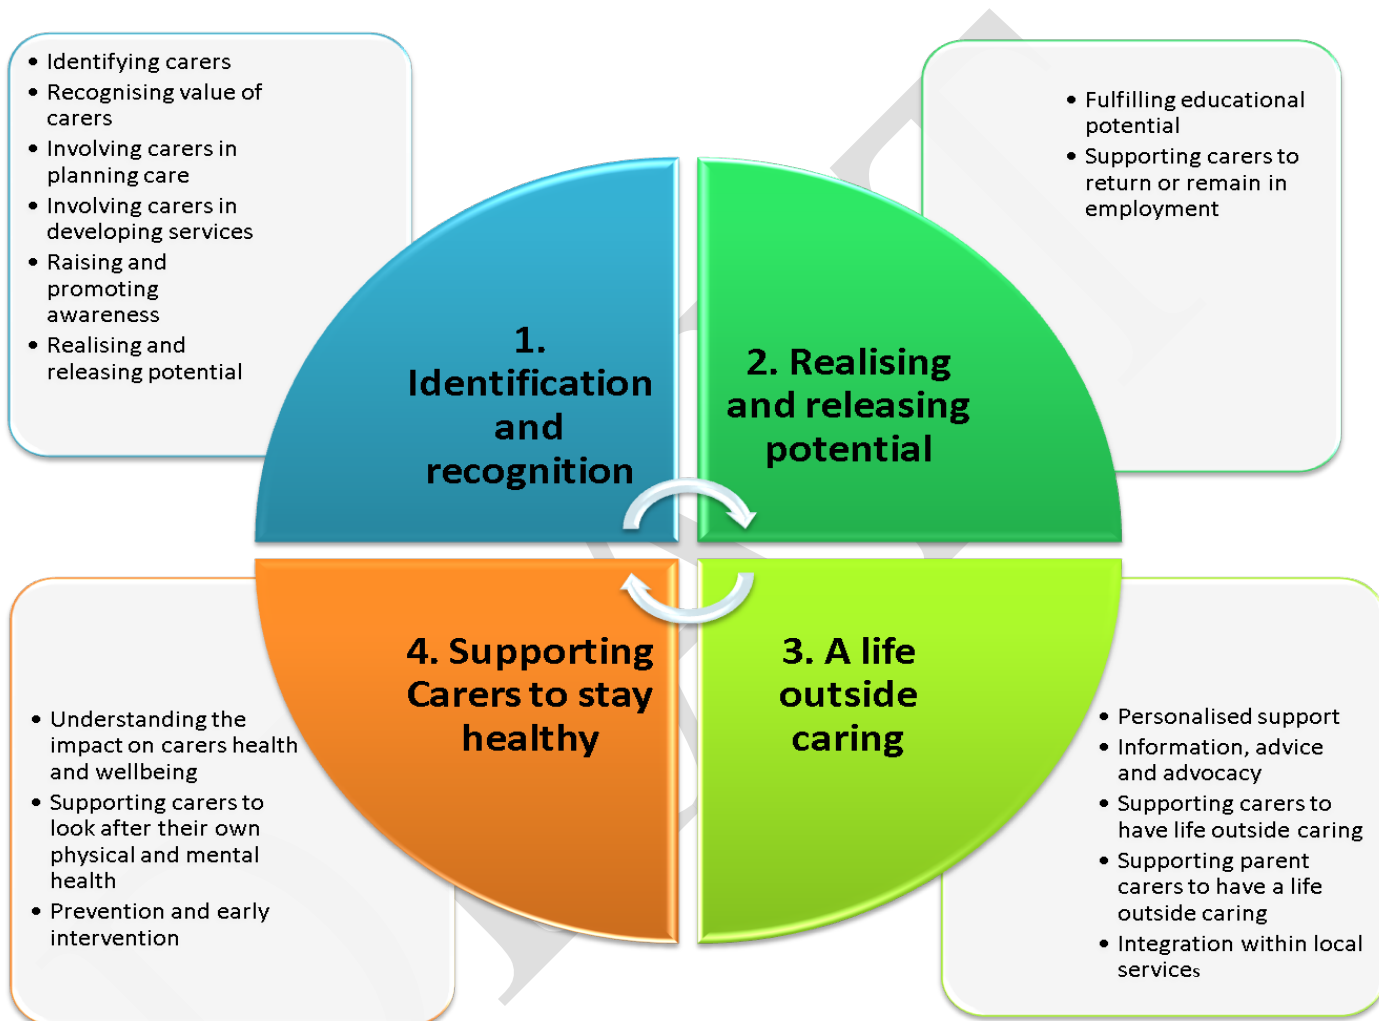 • Identifying carers
• Recognising value of
carers
• Involving carers in
planning care
• Involving carers in
developing services
• Raising and
promoting
awareness
• Realising and
releasing potential
• Fulfilling educational
potential
• Supporting carers to
return or remain in
employment
1.
Identification
and
recognition
2. Realising
and releasing
potential
4. Supporting
Carers to stay
healthy
3. A life
outside
caring
• Understanding the
impact on carers health
and wellbeing
• Supporting carers to
look after their own
physical and mental
health
• Prevention and early
intervention
• Personalised support
• Information, advice
and advocacy
• Supporting carers to
have life outside caring
• Supporting parent
carers to have a life
outside caring
• Integration within local
services
DRAFT